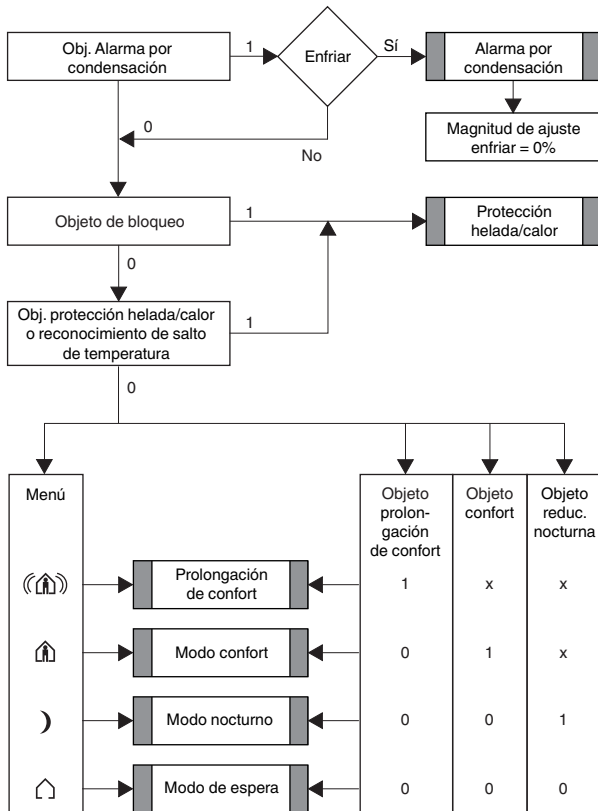 Obj. Alarma por
condensación
1
Enfriar
Sí
Alarma por
condensación
0
No
Magnitud de ajuste
enfriar = 0%
Objeto de bloqueo
1
Protección
helada/calor
0
Obj. protección helada/calor
o reconocimiento de salto
de temperatura
1
0
Menú
Objeto
prolon-
gación
de confort
Objeto
confort
Objeto
reduc.
nocturna
Prolongación
de confort
1 x x
Modo confort 0 1 x
Modo nocturno 0 0 1
Modo de espera 0 0 0